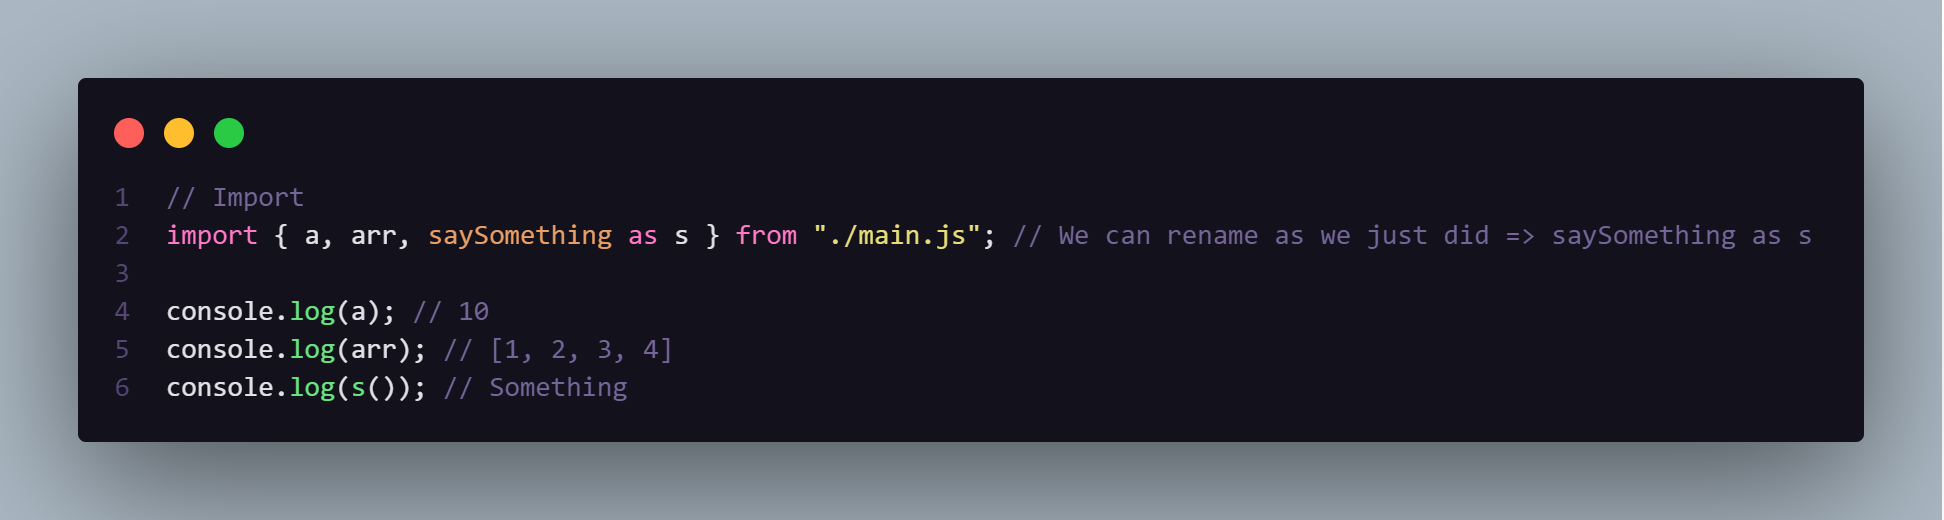 1 // Import
2 import { a, arr, saySomething as s } from "./main.js"; // We can rename as we just did => saySomething as s
3
4 console.log(a); // 10
5 console.log(arr); // [1, 2, 3, 4]
6 console.log(s()); // Something